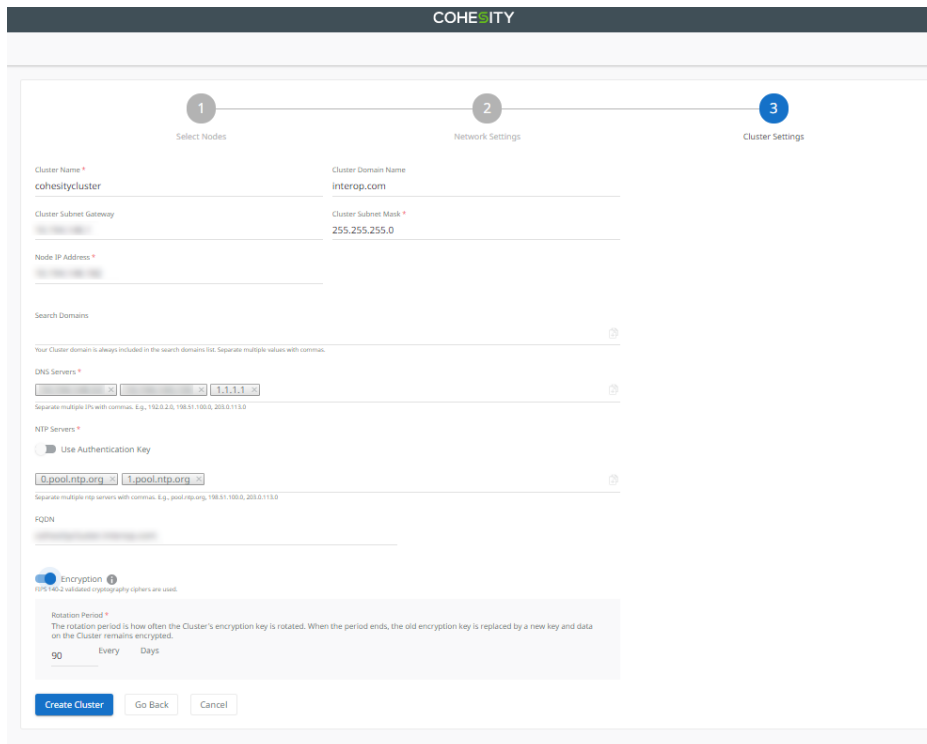 COHESITY
1
2
3
Select Nodes
Network Settings
Cluster Settings
Cluster Name *
Cluster Domain Name
cohesitycluster
interop.com
Cluster Subnet Gateway
Cluster Subnet Mask *
255.255.255.0
Node IP Address *
Search Domains
Your Cluster domain is always included in the search domains list. Separate multiple values with commas.
DNS Servers *
× × 1.1.1.1 ×
Separate multiple IPs with commas. E.g., 192.0.2.0, 198.51.100.0, 203.0.113.0
NTP Servers *
Use Authentication Key
0.pool.ntp.org × 1.pool.ntp.org ×
Separate multiple ntp servers with commas. E.g., pool.ntp.org, 198.51.100.0, 203.0.113.0
FQDN
Encryption
FIPS 140-2 validated cryptography ciphers are used.
Rotation Period *
The rotation period is how often the Cluster's encryption key is rotated. When the period ends, the old encryption key is replaced by a new key and data
on the Cluster remains encrypted.
90 Every Days
Create Cluster
Go Back
Cancel